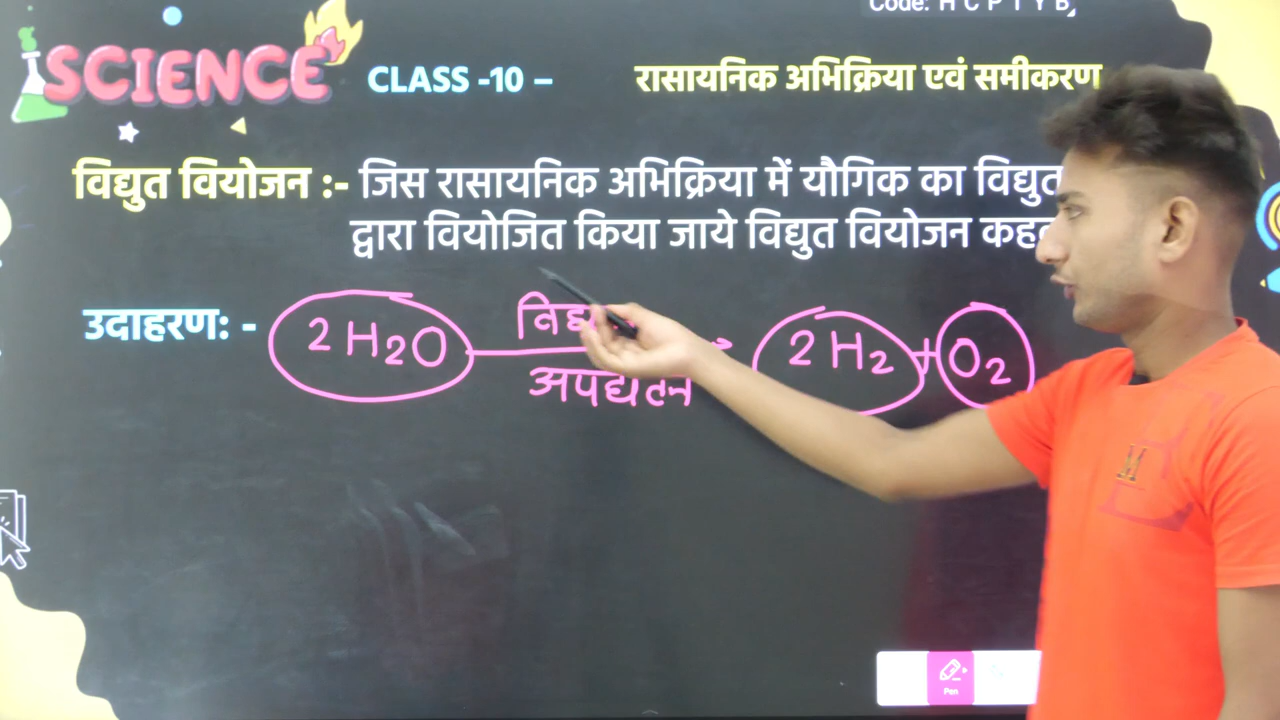 Code: H C P T Y B
SCIENCE CLASS -10 – रासायनिक अभिक्रिया एवं समीकरण
विद्युत वियोजन :- जिस रासायनिक अभिक्रिया में यौगिक का विद्युत
द्वारा वियोजित किया जाये विद्युत वियोजन
उदाहरण: - 2H₂O 2H₂ + O₂
अपघटन
Pen